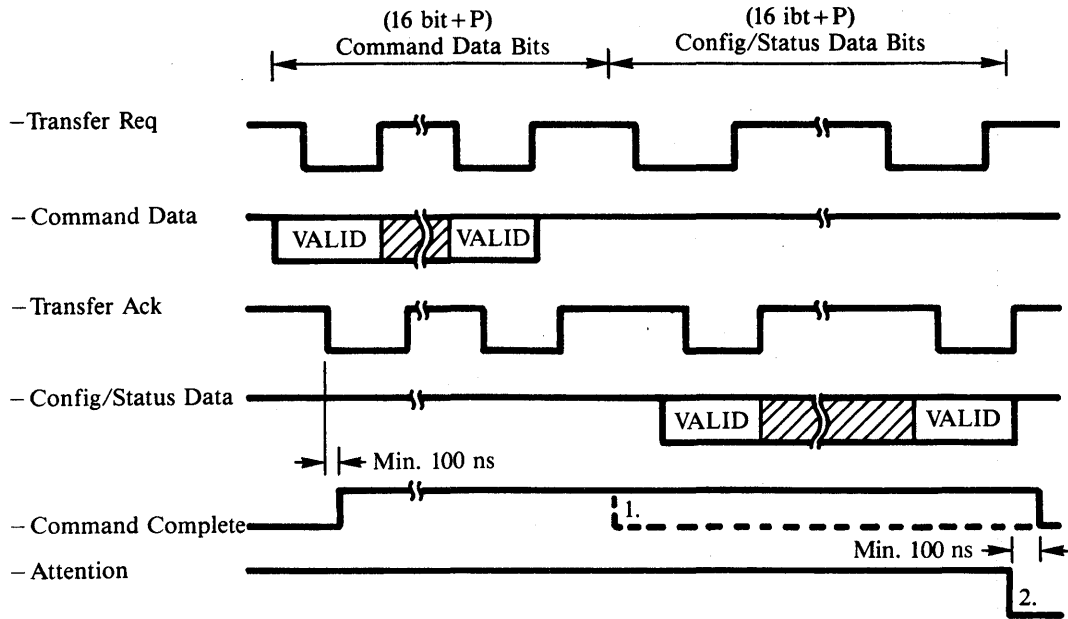 (16 bit+P)
Command Data Bits
(16 ibt+P)
Config/Status Data Bits
−Transfer Req
−Command Data
VALID
VALID
−Transfer Ack
−Config/Status Data
VALID
VALID
Min. 100 ns
1.
−Command Complete
Min. 100 ns
−Attention
2.